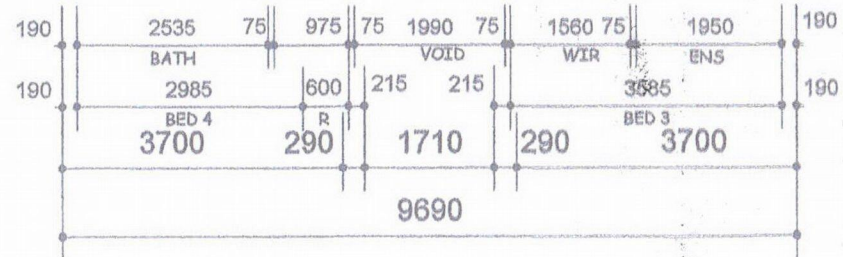 190 2535 75 975 75 1990 75 1560 75 1950 190
BATH VOID WIR ENS
190 2985 600 215 215 3585 190
BED 4 R BED 3
3700 290 1710 290 3700
9690